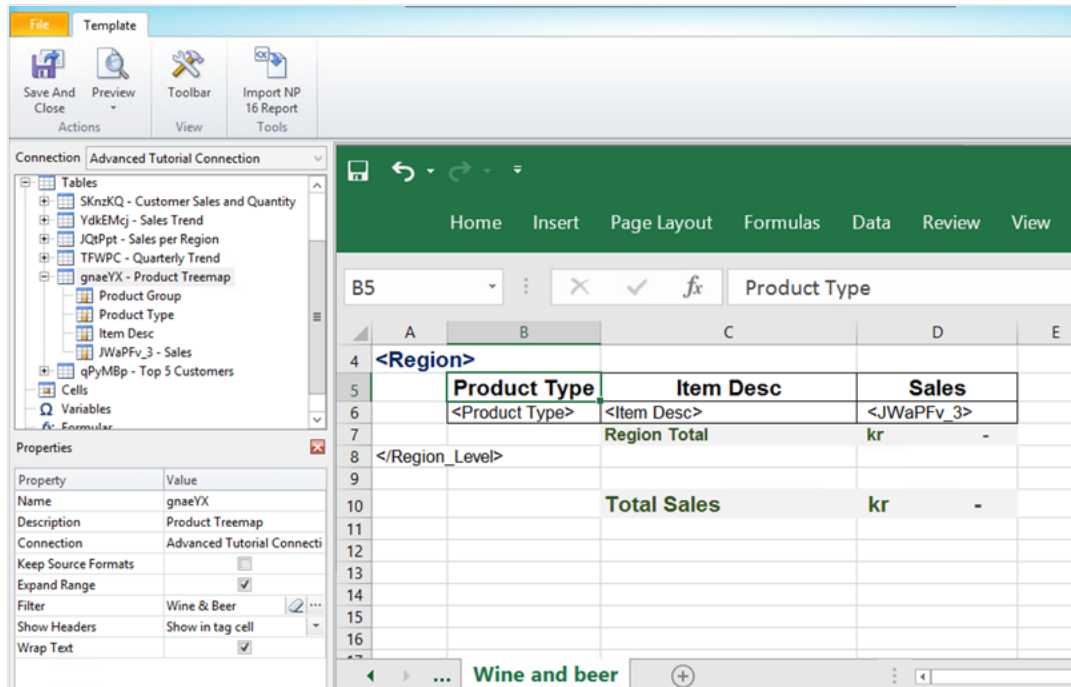 File Template
Save And Close
Preview
Toolbar
Import NP 16 Report
Actions View Tools
Connection Advanced Tutorial Connection
Tables
SKnzKQ - Customer Sales and Quantity
YdkEMcj - Sales Trend
JQtPpt - Sales per Region
TFWPC - Quarterly Trend
gnaeYX - Product Treemap
Product Group
Product Type
Item Desc
JWaPFv_3 - Sales
qPyMBp - Top 5 Customers
Cells
Variables
Formulas
Properties
Property Value
Name gnaeYX
Description Product Treemap
Connection Advanced Tutorial Connecti
Keep Source Formats
Expand Range
Filter Wine & Beer ...
Show Headers Show in tag cell
Wrap Text
Home Insert Page Layout Formulas Data Review View
B5 fx Product Type
A B C D E
4 <Region>
5 Product Type Item Desc Sales
6 <Product Type> <Item Desc> <JWaPFv_3>
7 Region Total kr -
8 </Region_Level>
9
10 Total Sales kr -
11
12
13
14
15
16
17
... Wine and beer